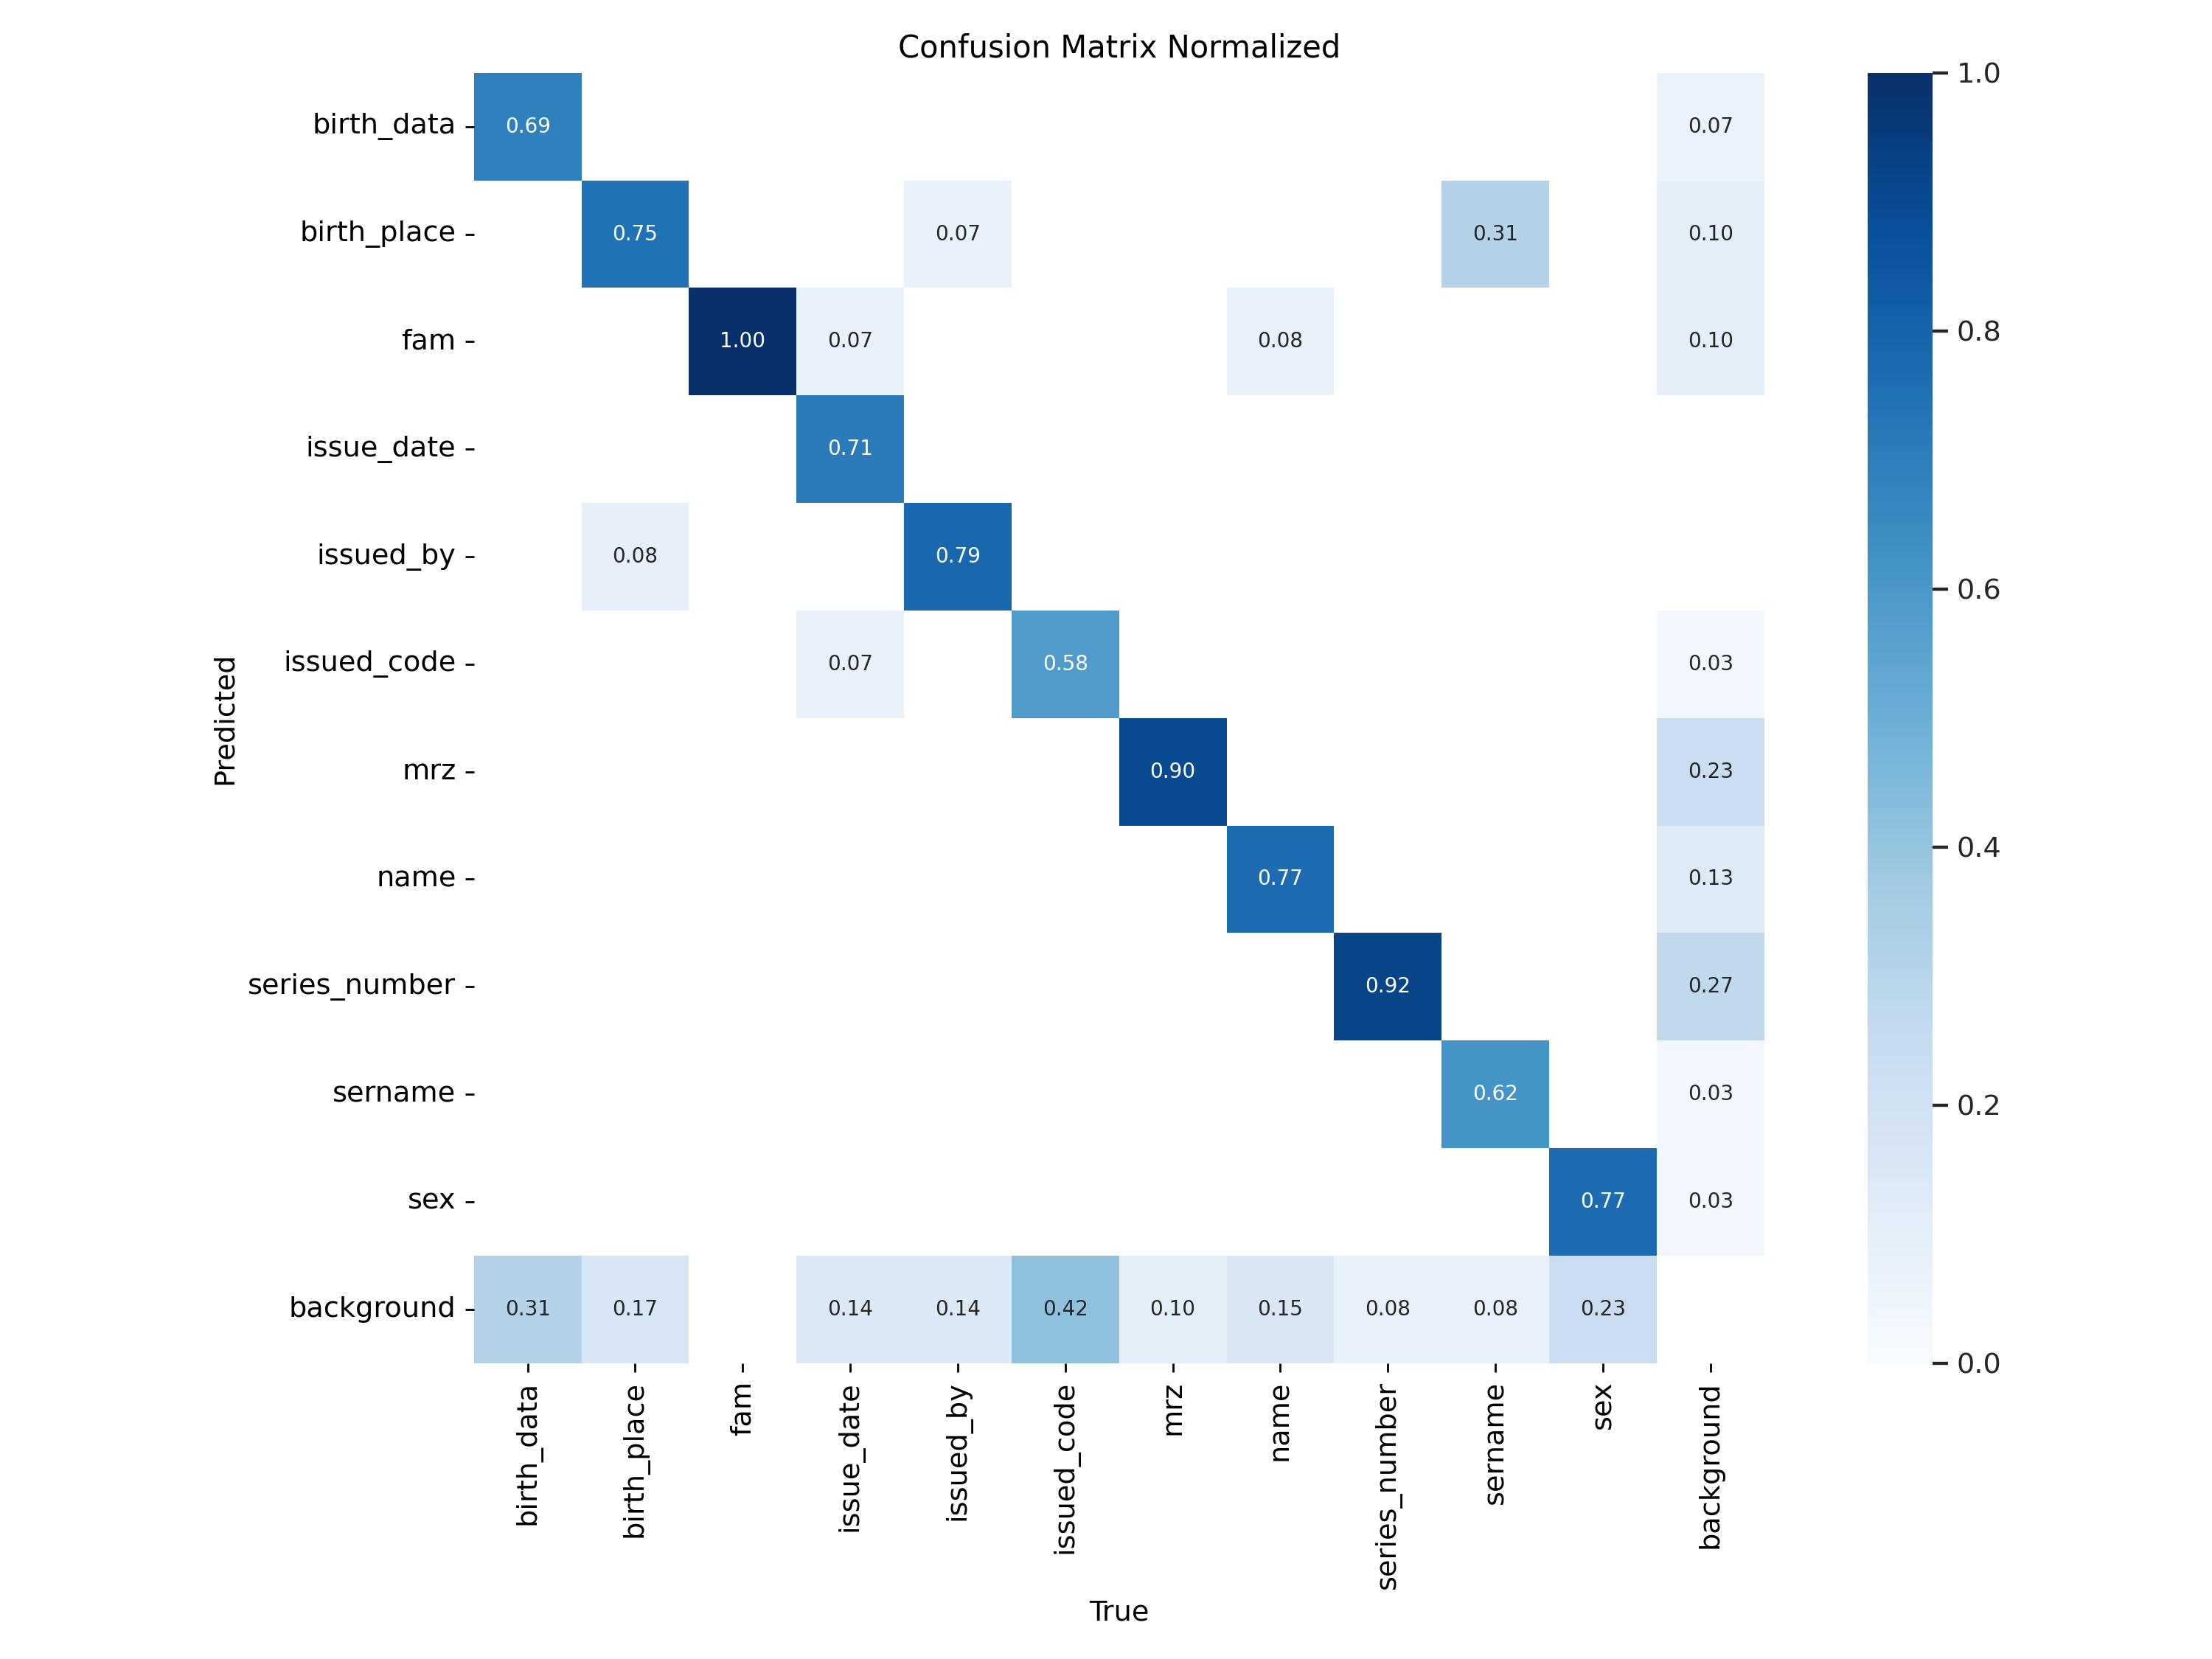 Confusion Matrix Normalized
birth_data 0.69 0.07
birth_place 0.75 0.07 0.31 0.10
fam 1.00 0.07 0.08 0.10
issue_date 0.71
issued_by 0.08 0.79
issued_code 0.07 0.58 0.03
mrz 0.90 0.23
name 0.77 0.13
series_number 0.92 0.27
sername 0.62 0.03
sex 0.77 0.03
background 0.31 0.17 0.14 0.14 0.42 0.10 0.15 0.08 0.08 0.23
Predicted
birth_data birth_place fam issue_date issued_by issued_code mrz name series_number sername sex background
True
1.0
0.8
0.6
0.4
0.2
0.0